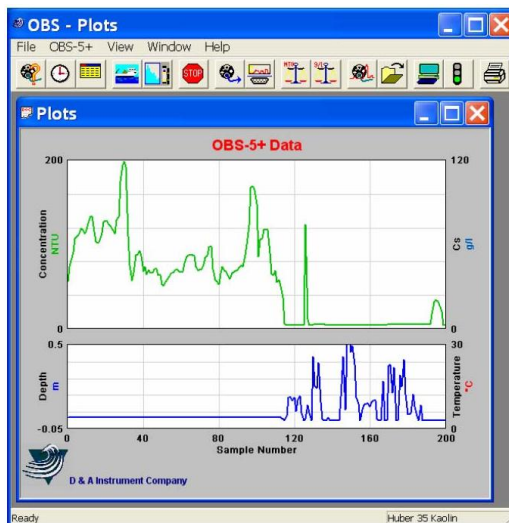 OBS - Plots
File OBS-5+ View Window Help
NTU g/l
STOP
Plots
OBS-5+ Data
200 120
Concentration
NTU
Cs
g/l
0 0
0.5 30
Depth
m
Temperature
°C
-0.05 0
0 40 80 120 160 200
Sample Number
D & A Instrument Company
Ready Huber 35 Kaolin